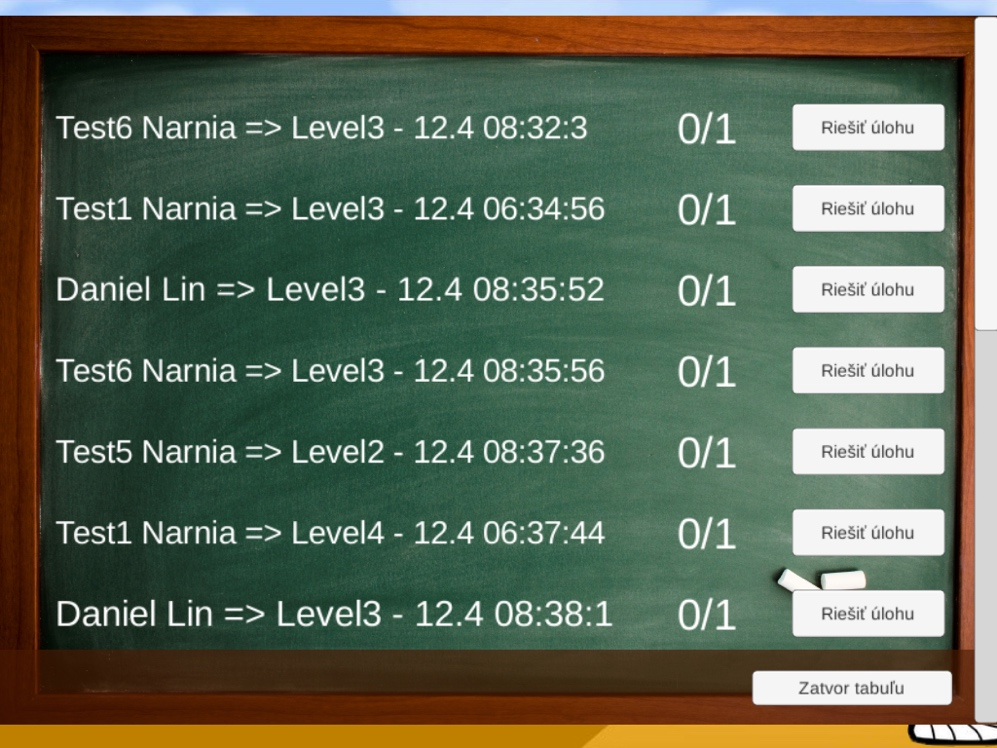 Test6 Narnia => Level3 - 12.4 08:32:3 0/1 Riešiť úlohu
Test1 Narnia => Level3 - 12.4 06:34:56 0/1 Riešiť úlohu
Daniel Lin => Level3 - 12.4 08:35:52 0/1 Riešiť úlohu
Test6 Narnia => Level3 - 12.4 08:35:56 0/1 Riešiť úlohu
Test5 Narnia => Level2 - 12.4 08:37:36 0/1 Riešiť úlohu
Test1 Narnia => Level4 - 12.4 06:37:44 0/1 Riešiť úlohu
Daniel Lin => Level3 - 12.4 08:38:1 0/1 Riešiť úlohu
Zatvor tabuľu